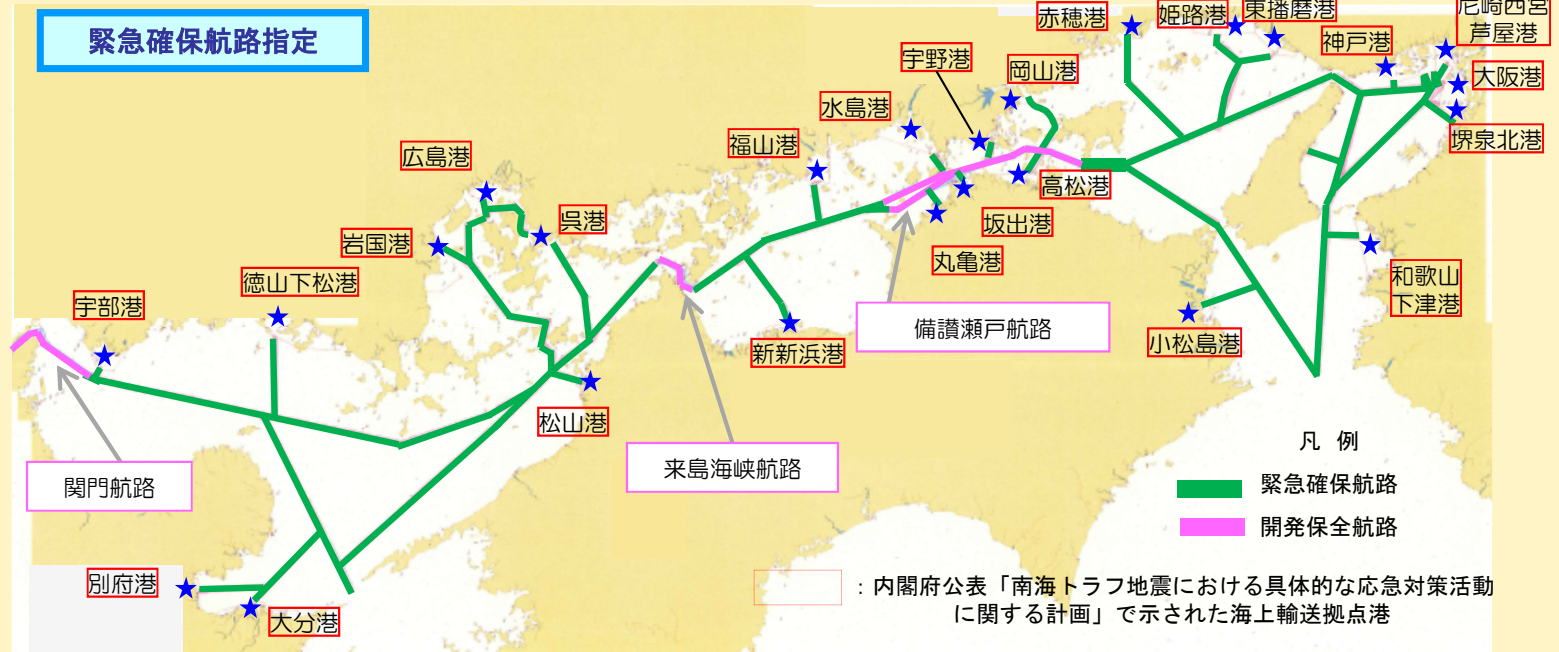 緊急確保航路指定
赤穂港
姫路港
東播磨港
尼崎西宮
芦屋港
神戸港
大阪港
堺泉北港
宇野港
岡山港
水島港
福山港
広島港
呉港
岩国港
高松港
坂出港
丸亀港
徳山下松港
宇部港
備讃瀬戸航路
新新浜港
小松島港
和歌山
下津港
松山港
来島海峡航路
関門航路
別府港
大分港
凡 例
緊急確保航路
開発保全航路
:内閣府公表「南海トラフ地震における具体的な応急対策活動
に関する計画」で示された海上輸送拠点港